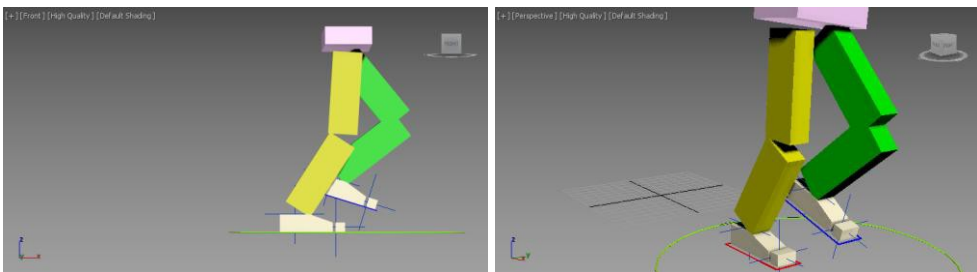 [+] [Front] [High Quality] [Default Shading]
[+] [Perspective] [High Quality] [Default Shading]
z
x
z